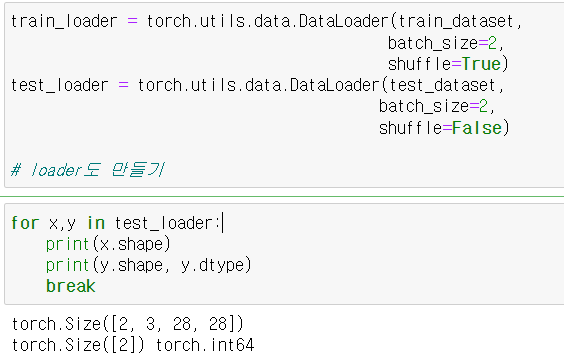 train_loader = torch.utils.data.DataLoader(train_dataset,
batch_size=2,
shuffle=True)
test_loader = torch.utils.data.DataLoader(test_dataset,
batch_size=2,
shuffle=False)
# loader도 만들기
for x,y in test_loader:
print(x.shape)
print(y.shape, y.dtype)
break
torch.Size([2, 3, 28, 28])
torch.Size([2]) torch.int64